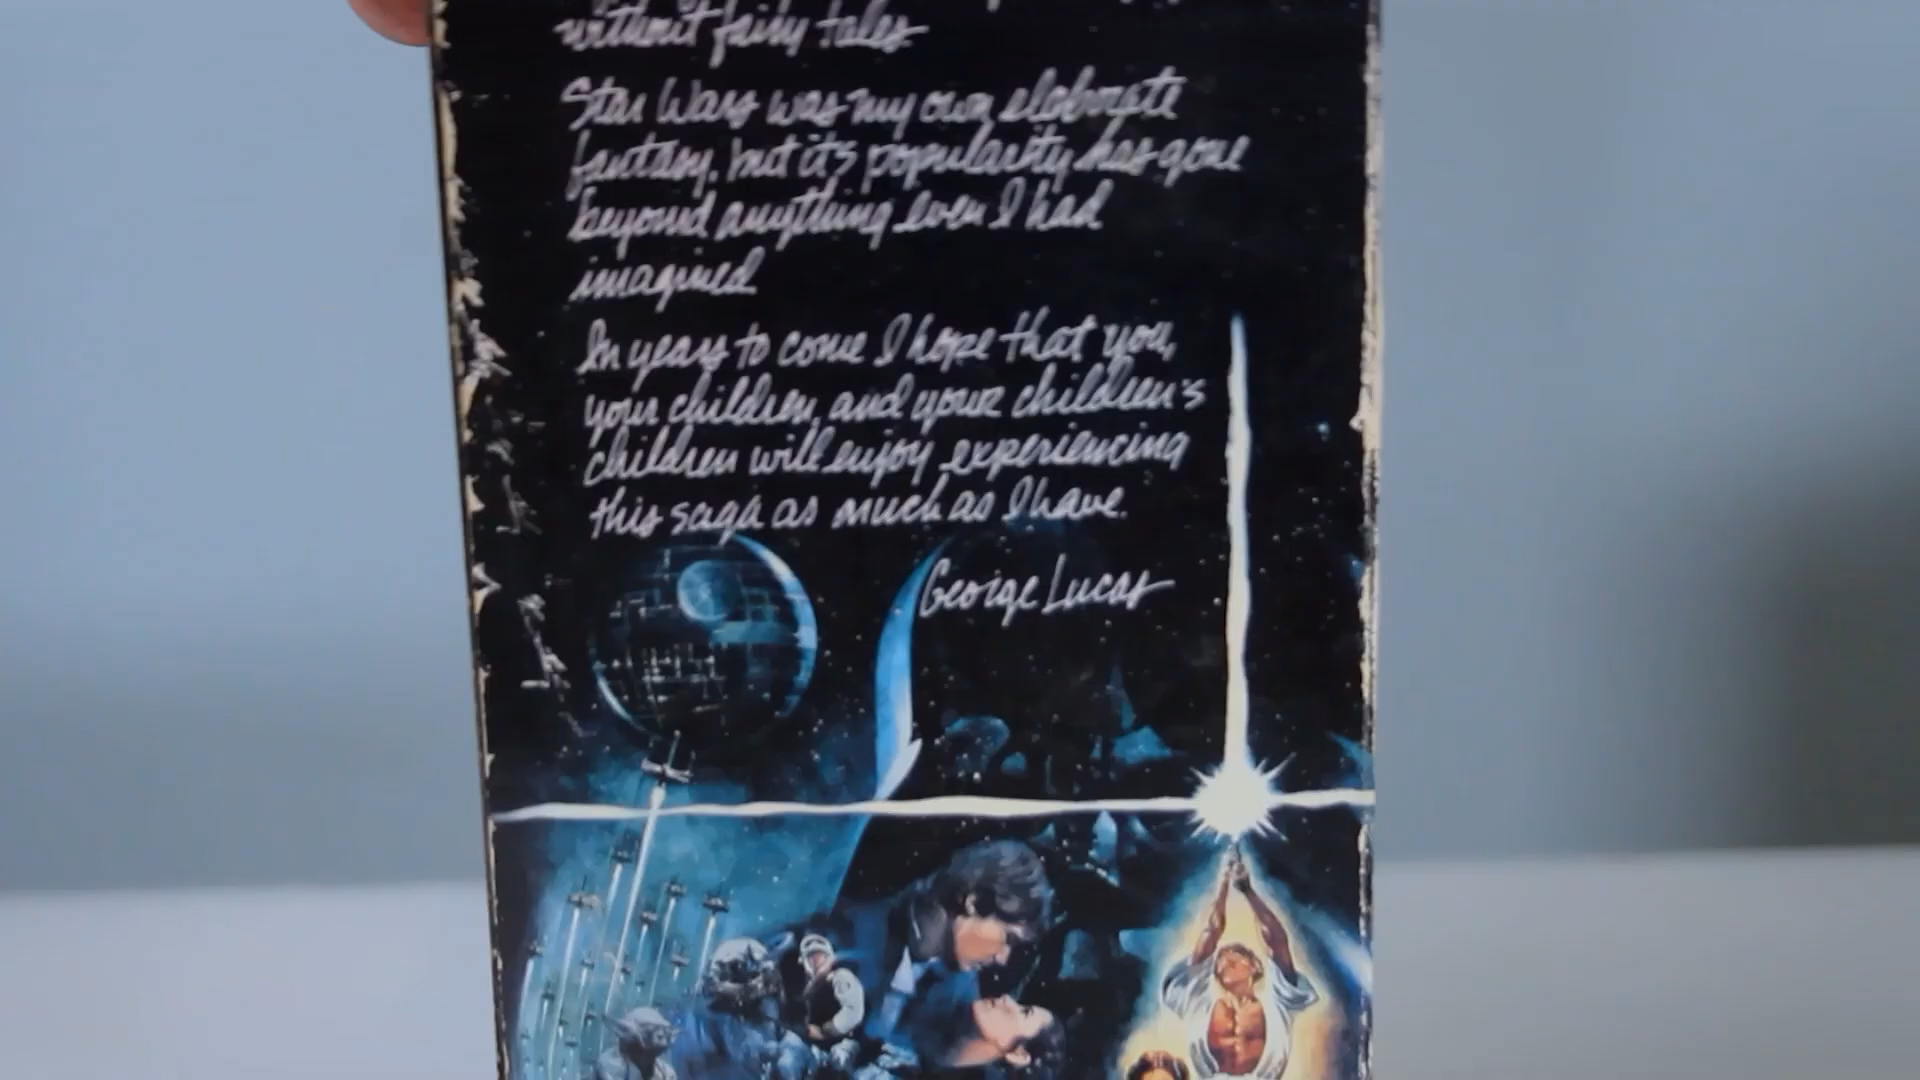 without fairy tales.
Star Wars was my own elaborate
fantasy, but it's popularity has gone
beyond anything even I had
imagined.
In years to come I hope that you,
your children, and your children's
children will enjoy experiencing
this saga as much as I have.
George Lucas